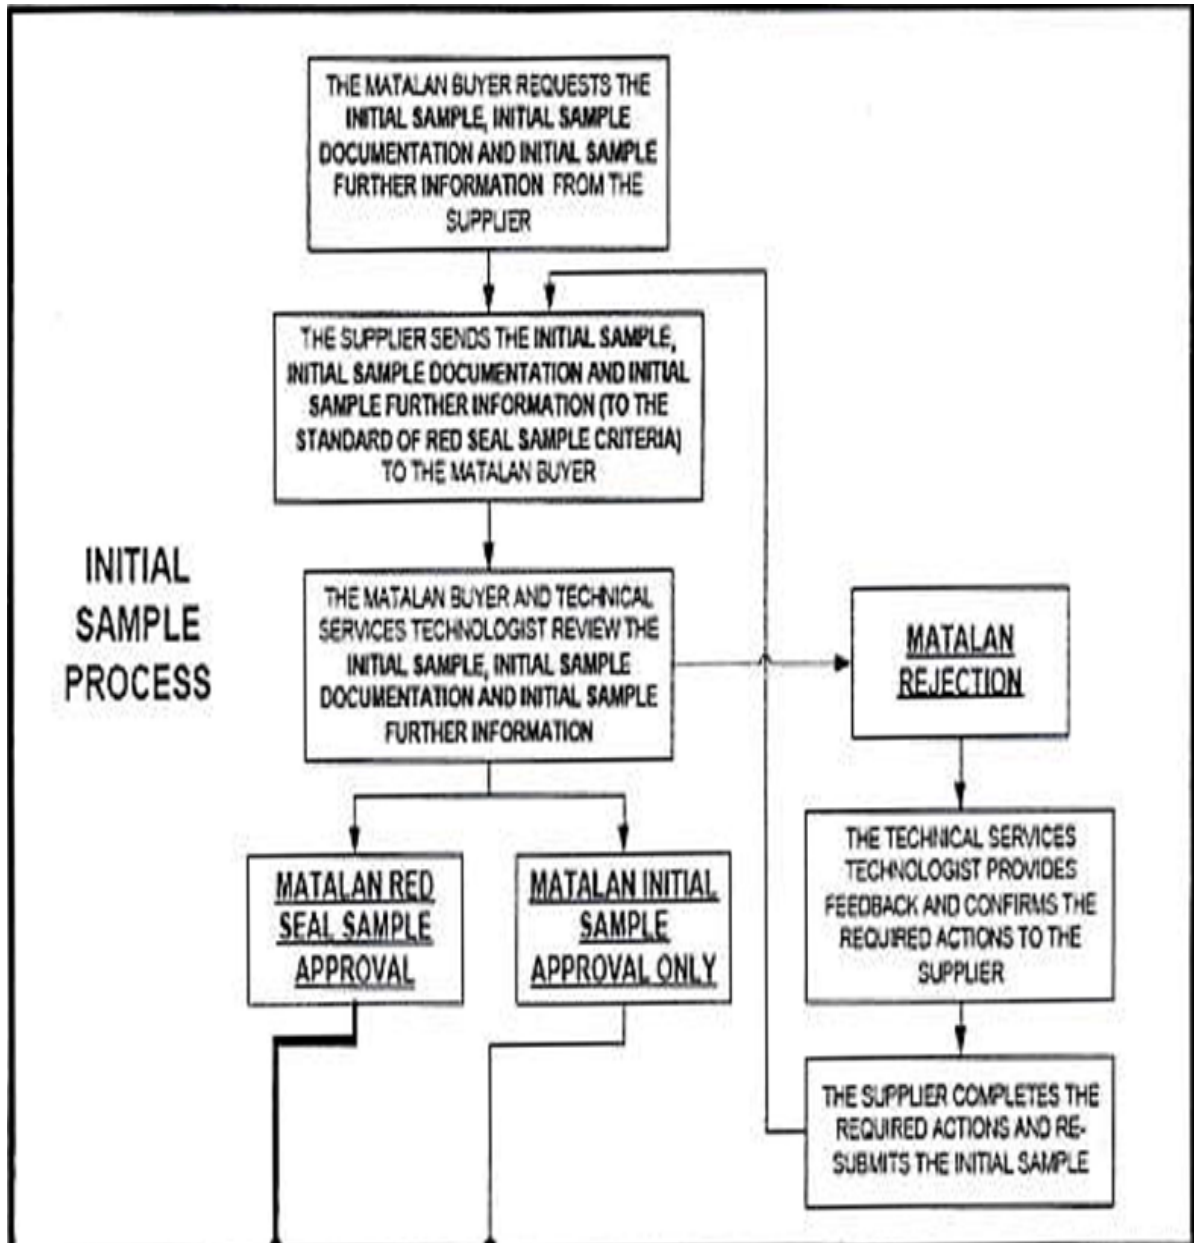 THE MATALAN BUYER REQUESTS THE
INITIAL SAMPLE, INITIAL SAMPLE
DOCUMENTATION AND INITIAL SAMPLE
FURTHER INFORMATION FROM THE
SUPPLIER
THE SUPPLIER SENDS THE INITIAL SAMPLE,
INITIAL SAMPLE DOCUMENTATION AND INITIAL
SAMPLE FURTHER INFORMATION (TO THE
STANDARD OF RED SEAL SAMPLE CRITERIA)
TO THE MATALAN BUYER
INITIAL
SAMPLE
PROCESS
THE MATALAN BUYER AND TECHNICAL
SERVICES TECHNOLOGIST REVIEW THE
INITIAL SAMPLE, INITIAL SAMPLE
DOCUMENTATION AND INITIAL SAMPLE
FURTHER INFORMATION
MATALAN
REJECTION
MATALAN RED
SEAL SAMPLE
APPROVAL
MATALAN INITIAL
SAMPLE
APPROVAL ONLY
THE TECHNICAL SERVICES
TECHNOLOGIST PROVIDES
FEEDBACK AND CONFIRMS THE
REQUIRED ACTIONS TO THE
SUPPLIER
THE SUPPLIER COMPLETES THE
REQUIRED ACTIONS AND RE-
SUBMITS THE INITIAL SAMPLE